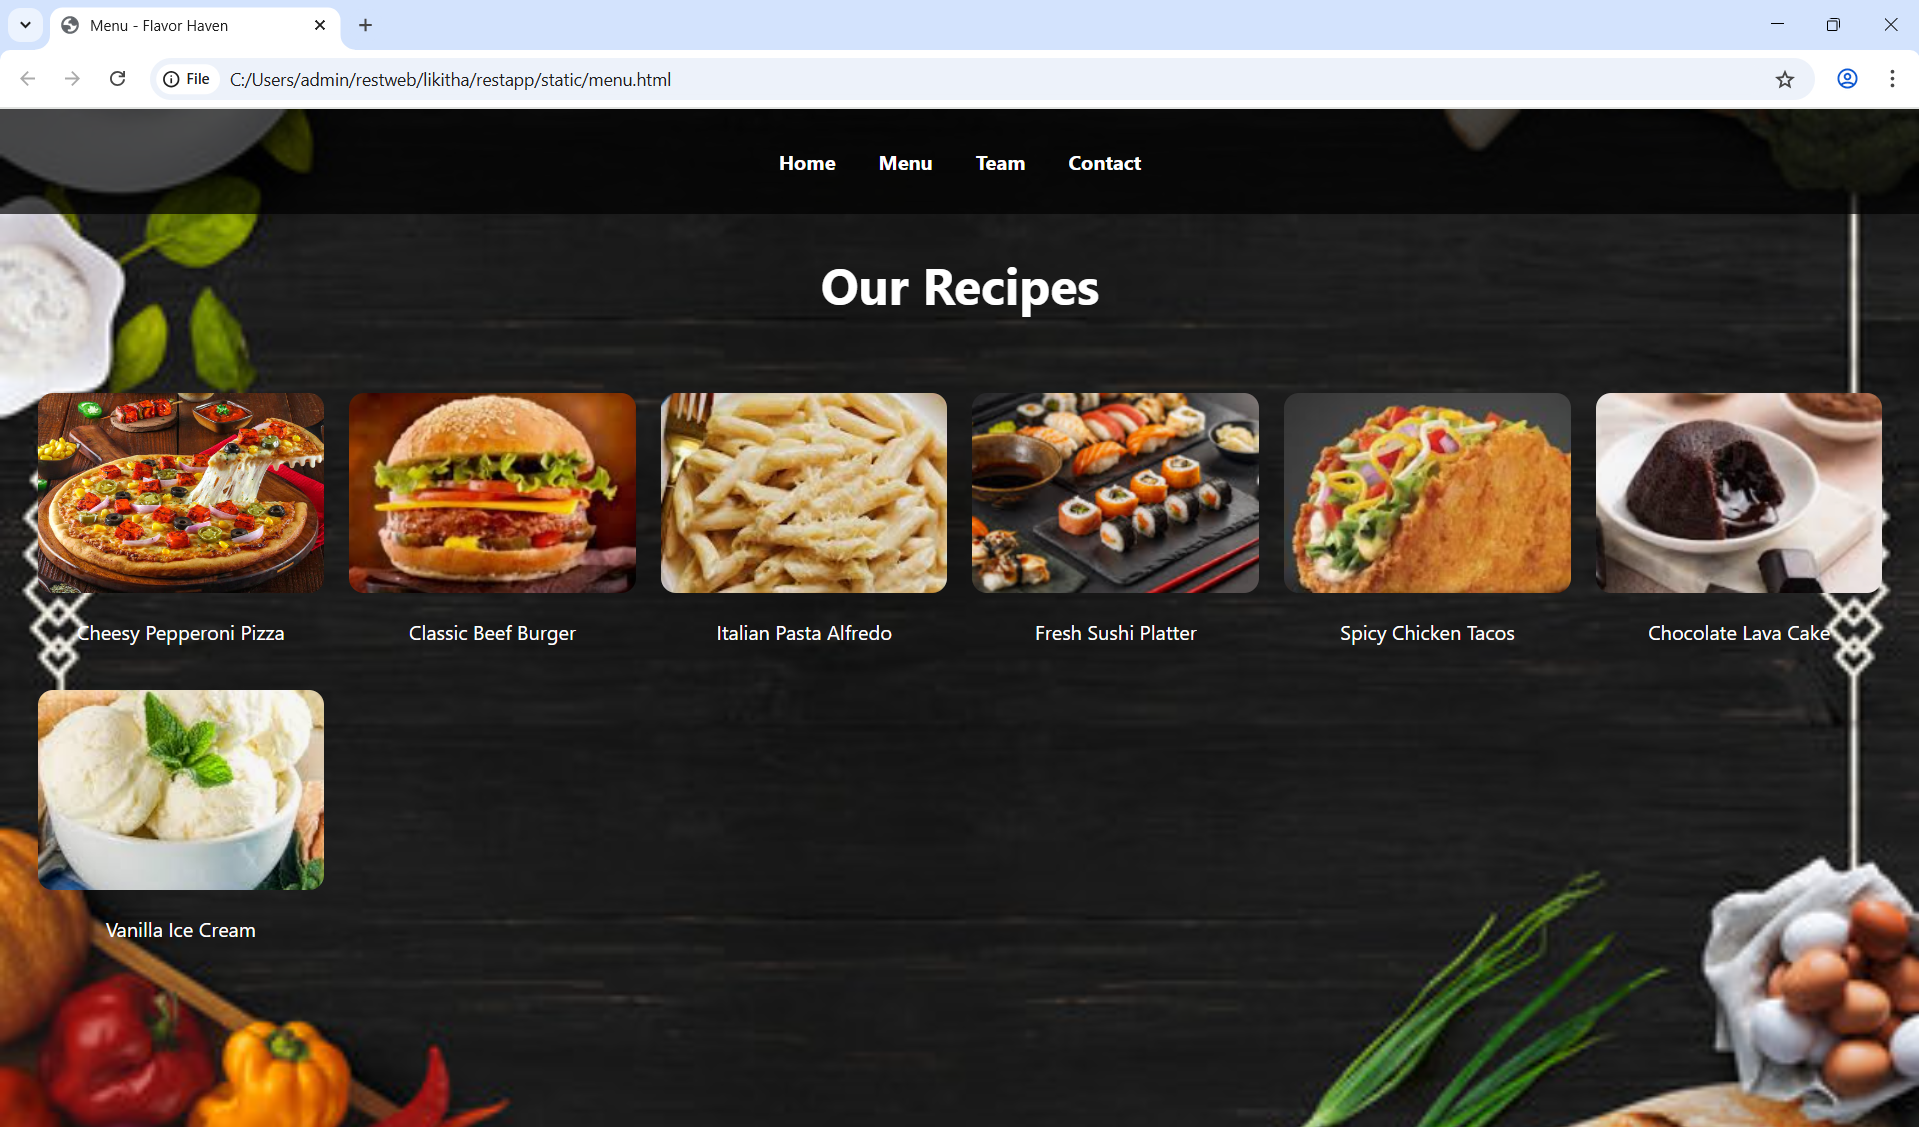 Menu - Flavor Haven
File
C:/Users/admin/restweb/likitha/restapp/static/menu.html
Home Menu Team Contact
Our Recipes
Cheesy Pepperoni Pizza
Classic Beef Burger
Italian Pasta Alfredo
Fresh Sushi Platter
Spicy Chicken Tacos
Chocolate Lava Cake
Vanilla Ice Cream